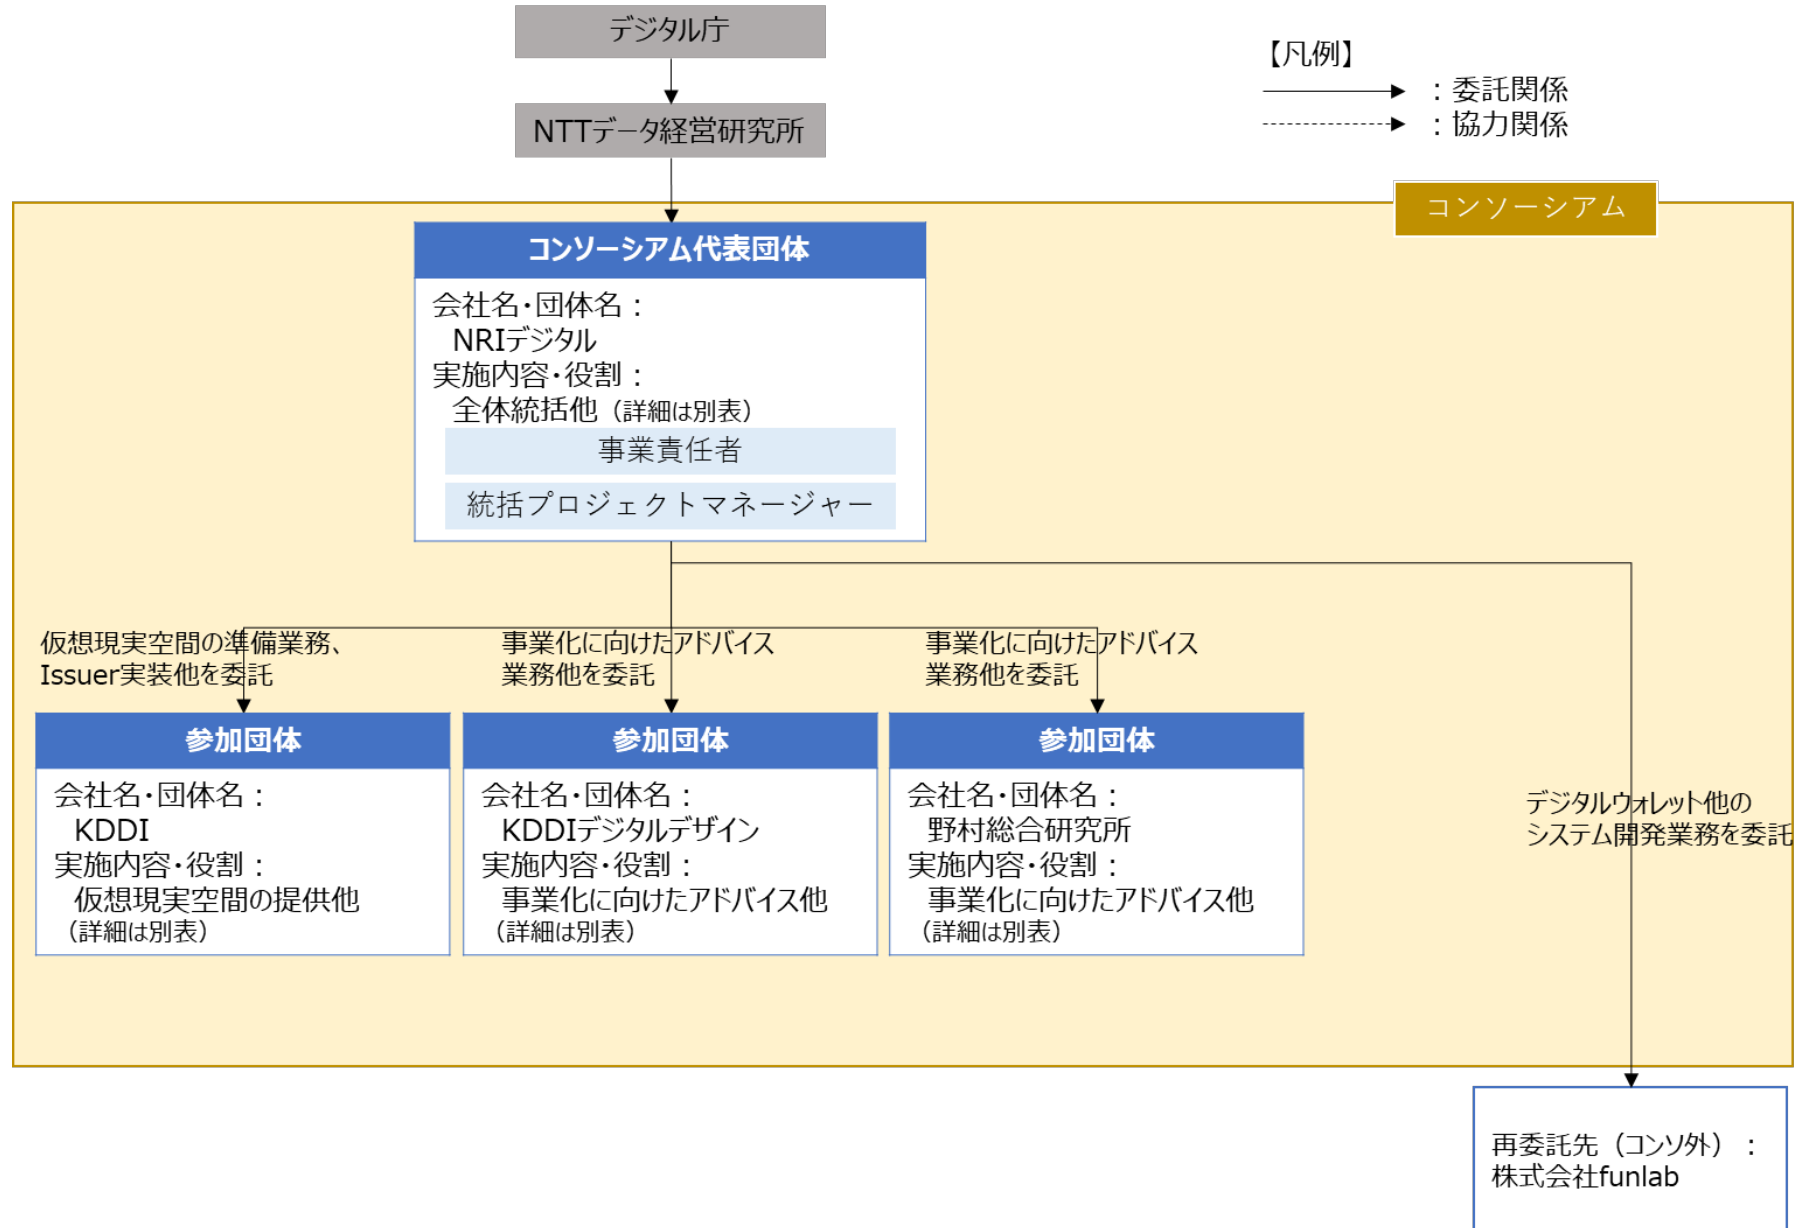 デジタル庁
NTTデータ経営研究所
【凡例】
：委託関係
：協力関係
コンソーシアム
コンソーシアム代表団体
会社名・団体名：
NRIデジタル
実施内容・役割：
全体統括他（詳細は別表）
事業責任者
統括プロジェクトマネージャー
仮想現実空間の準備業務、
Issuer実装他を委託
事業化に向けたアドバイス
業務他を委託
事業化に向けたアドバイス
業務他を委託
参加団体
会社名・団体名：
KDDI
実施内容・役割：
仮想現実空間の提供他
（詳細は別表）
参加団体
会社名・団体名：
KDDIデジタルデザイン
実施内容・役割：
事業化に向けたアドバイス他
（詳細は別表）
参加団体
会社名・団体名：
野村総合研究所
実施内容・役割：
事業化に向けたアドバイス他
（詳細は別表）
デジタルウォレット他の
システム開発業務を委託
再委託先（コンソ外）：
株式会社funlab